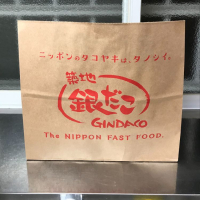 ニッポンのタコヤキは、タノシイ。
築地
銀だこ
GINDACO
The NIPPON FAST FOOD.